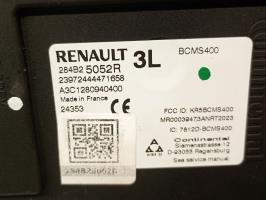 RENAULT 3L BCMS400
284B2 5052R
23972444471658
A3C1280940400
Made in France
24353
FCC ID: KR5BCMS400
MR00039473ANRT2023
IC: 7812D-BCMS400
Continental
Siemensstrasse 12
D-93055 Regensburg
See service manual
284B25052R